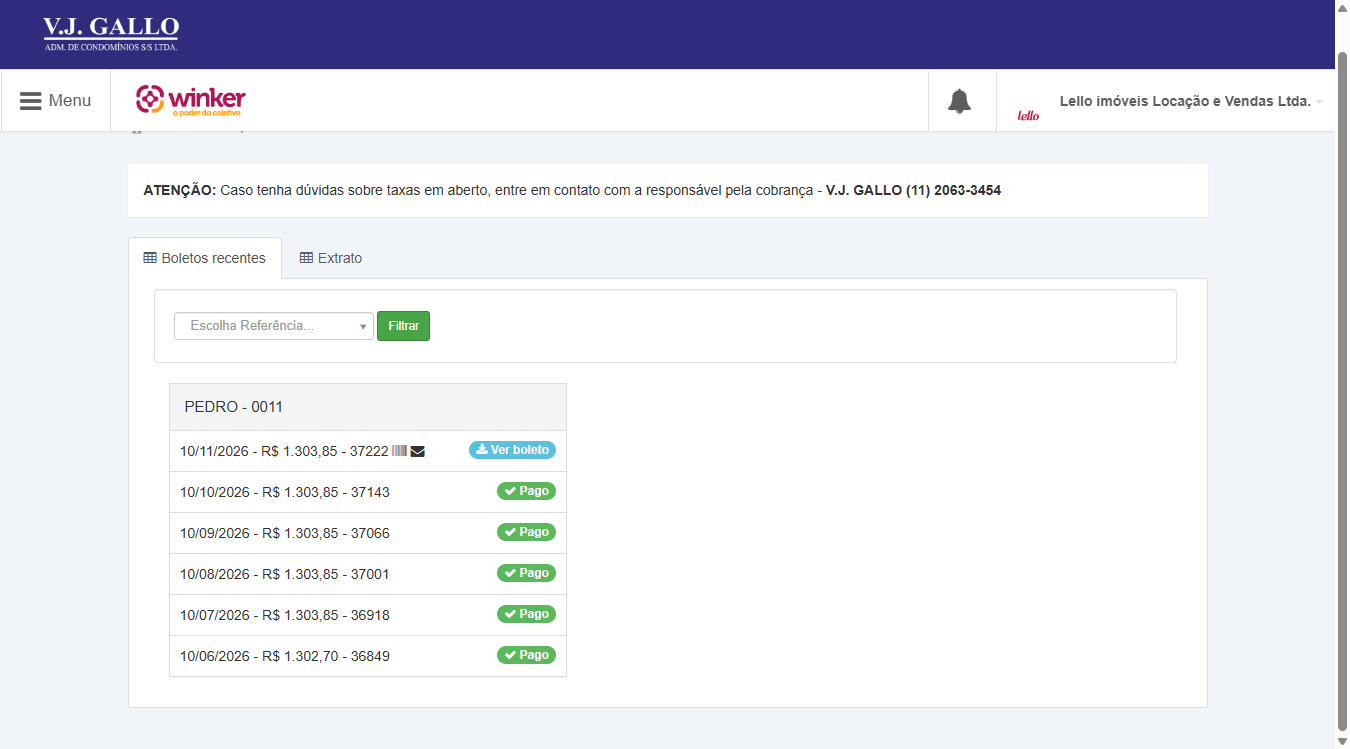 V.J. GALLO
ADM. DE CONDOMÍNIOS S/S LTDA.
Menu
winker
o poder do coletivo
lello
Lello imóveis Locação e Vendas Ltda.
ATENÇÃO: Caso tenha dúvidas sobre taxas em aberto, entre em contato com a responsável pela cobrança - V.J. GALLO (11) 2063-3454
Boletos recentes
Extrato
Escolha Referência...
Filtrar
PEDRO - 0011
10/11/2026 - R$ 1.303,85 - 37222 Ver boleto
10/10/2026 - R$ 1.303,85 - 37143 Pago
10/09/2026 - R$ 1.303,85 - 37066 Pago
10/08/2026 - R$ 1.303,85 - 37001 Pago
10/07/2026 - R$ 1.303,85 - 36918 Pago
10/06/2026 - R$ 1.302,70 - 36849 Pago